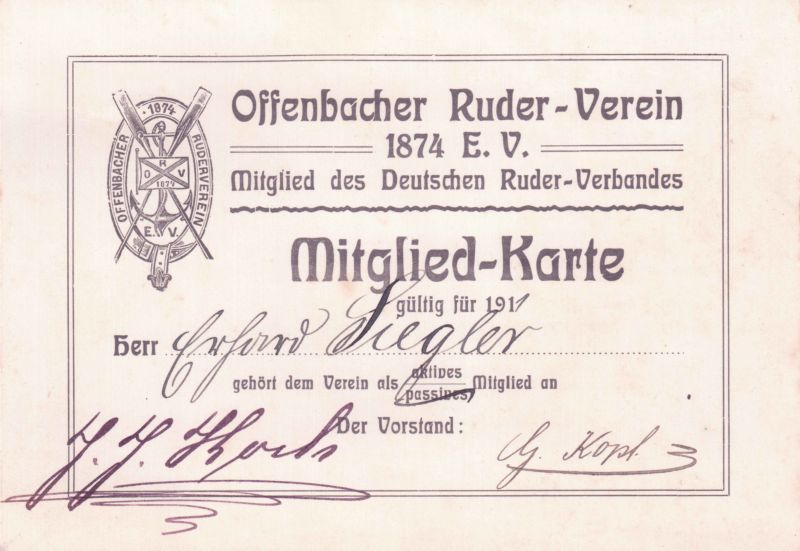 1874
OFFENBACHER RUDERVEREIN
R
O V
1874
E. V.
Offenbacher Ruder-Verein
1874 E. V.
Mitglied des Deutschen Ruder-Verbandes
Mitglied-Karte
gültig für 1911
Herr Erhard Siegler
gehört dem Verein als aktives passives Mitglied an
Der Vorstand: